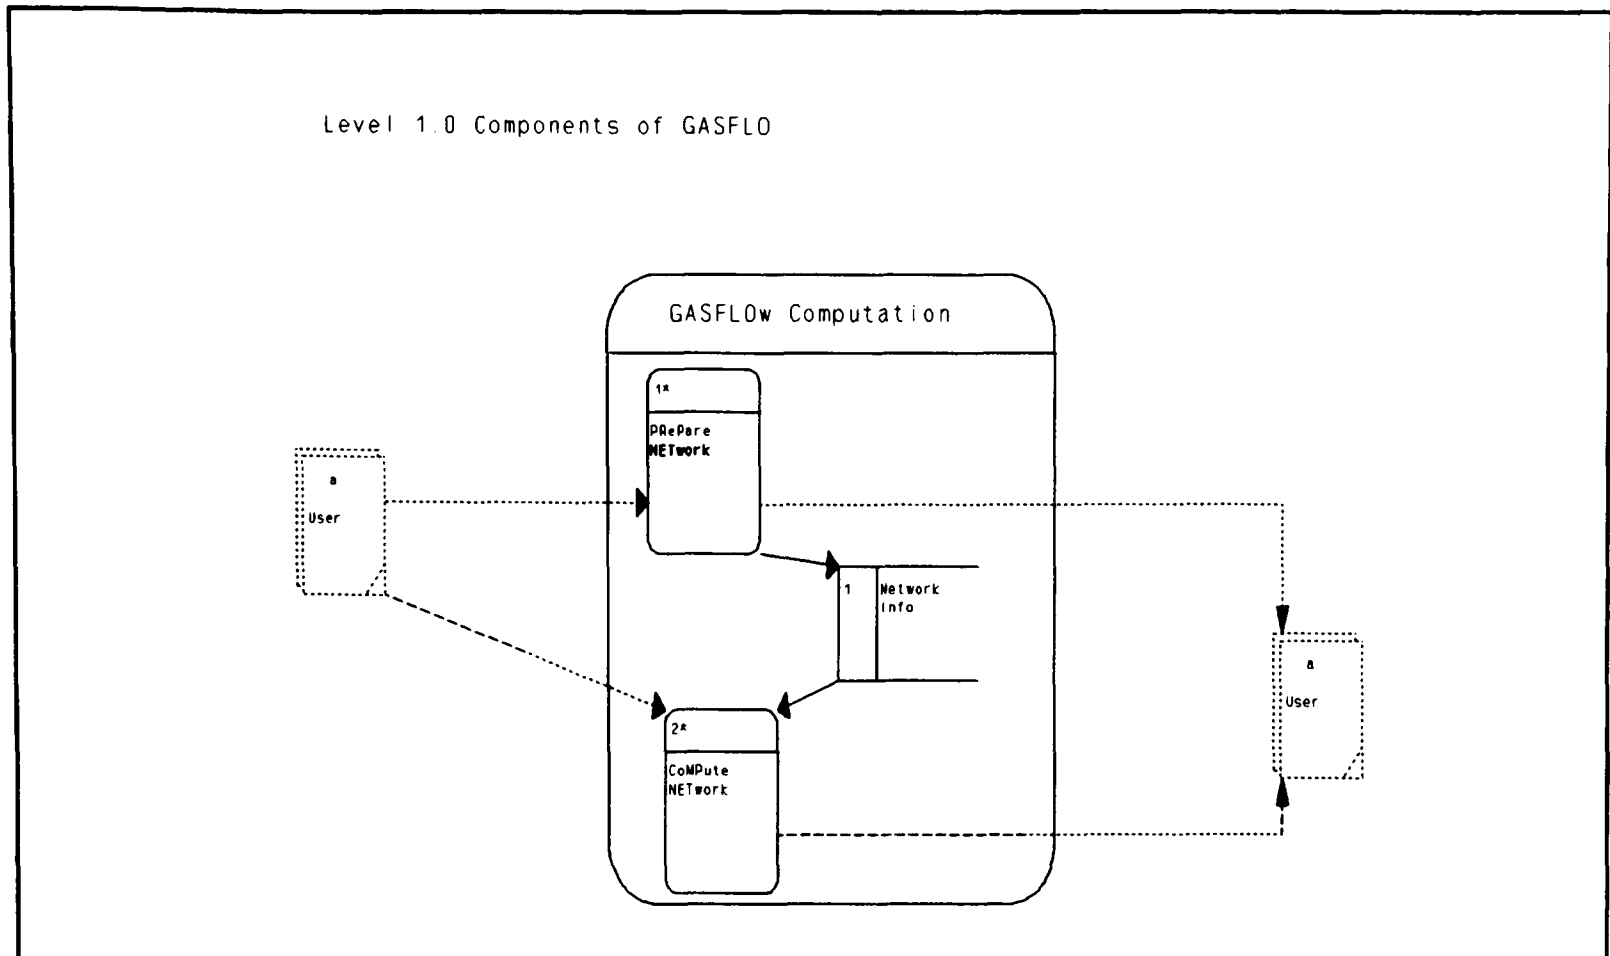 Level 1.0 Components of GASFLO
GASFLOw Computation
1*
PRePare
NETwork
a
User
1
Network
Info
a
User
2*
CoMPute
NETwork